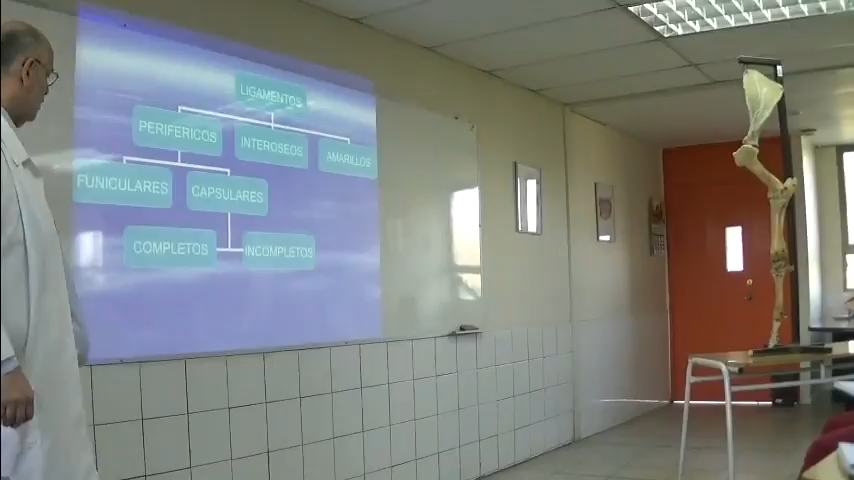 LIGAMENTOS
PERIFERICOS
INTEROSEOS
AMARILLOS
FUNICULARES
CAPSULARES
COMPLETOS
INCOMPLETOS